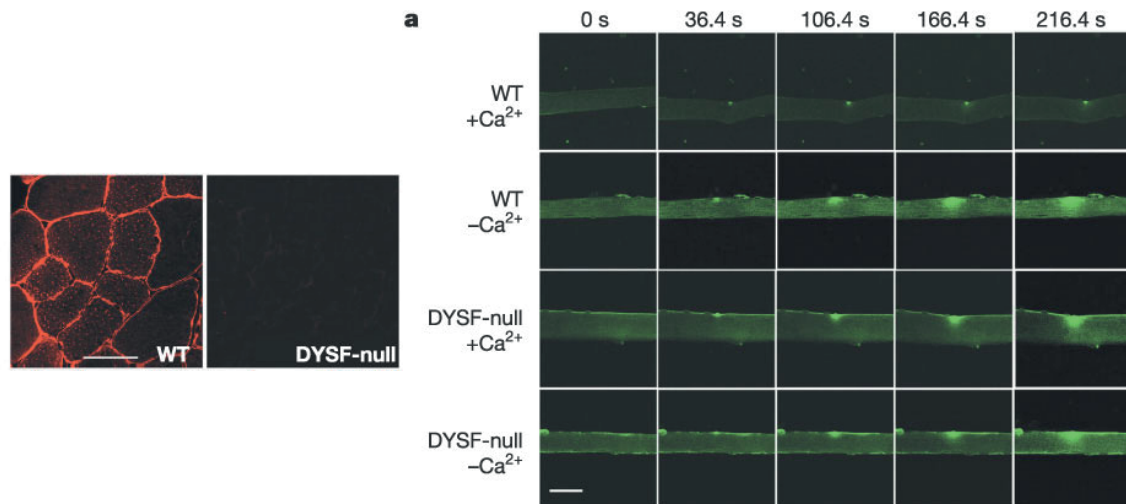 a
0 s 36.4 s 106.4 s 166.4 s 216.4 s
WT
+Ca²⁺
WT
–Ca²⁺
DYSF-null
+Ca²⁺
DYSF-null
–Ca²⁺
WT
DYSF-null